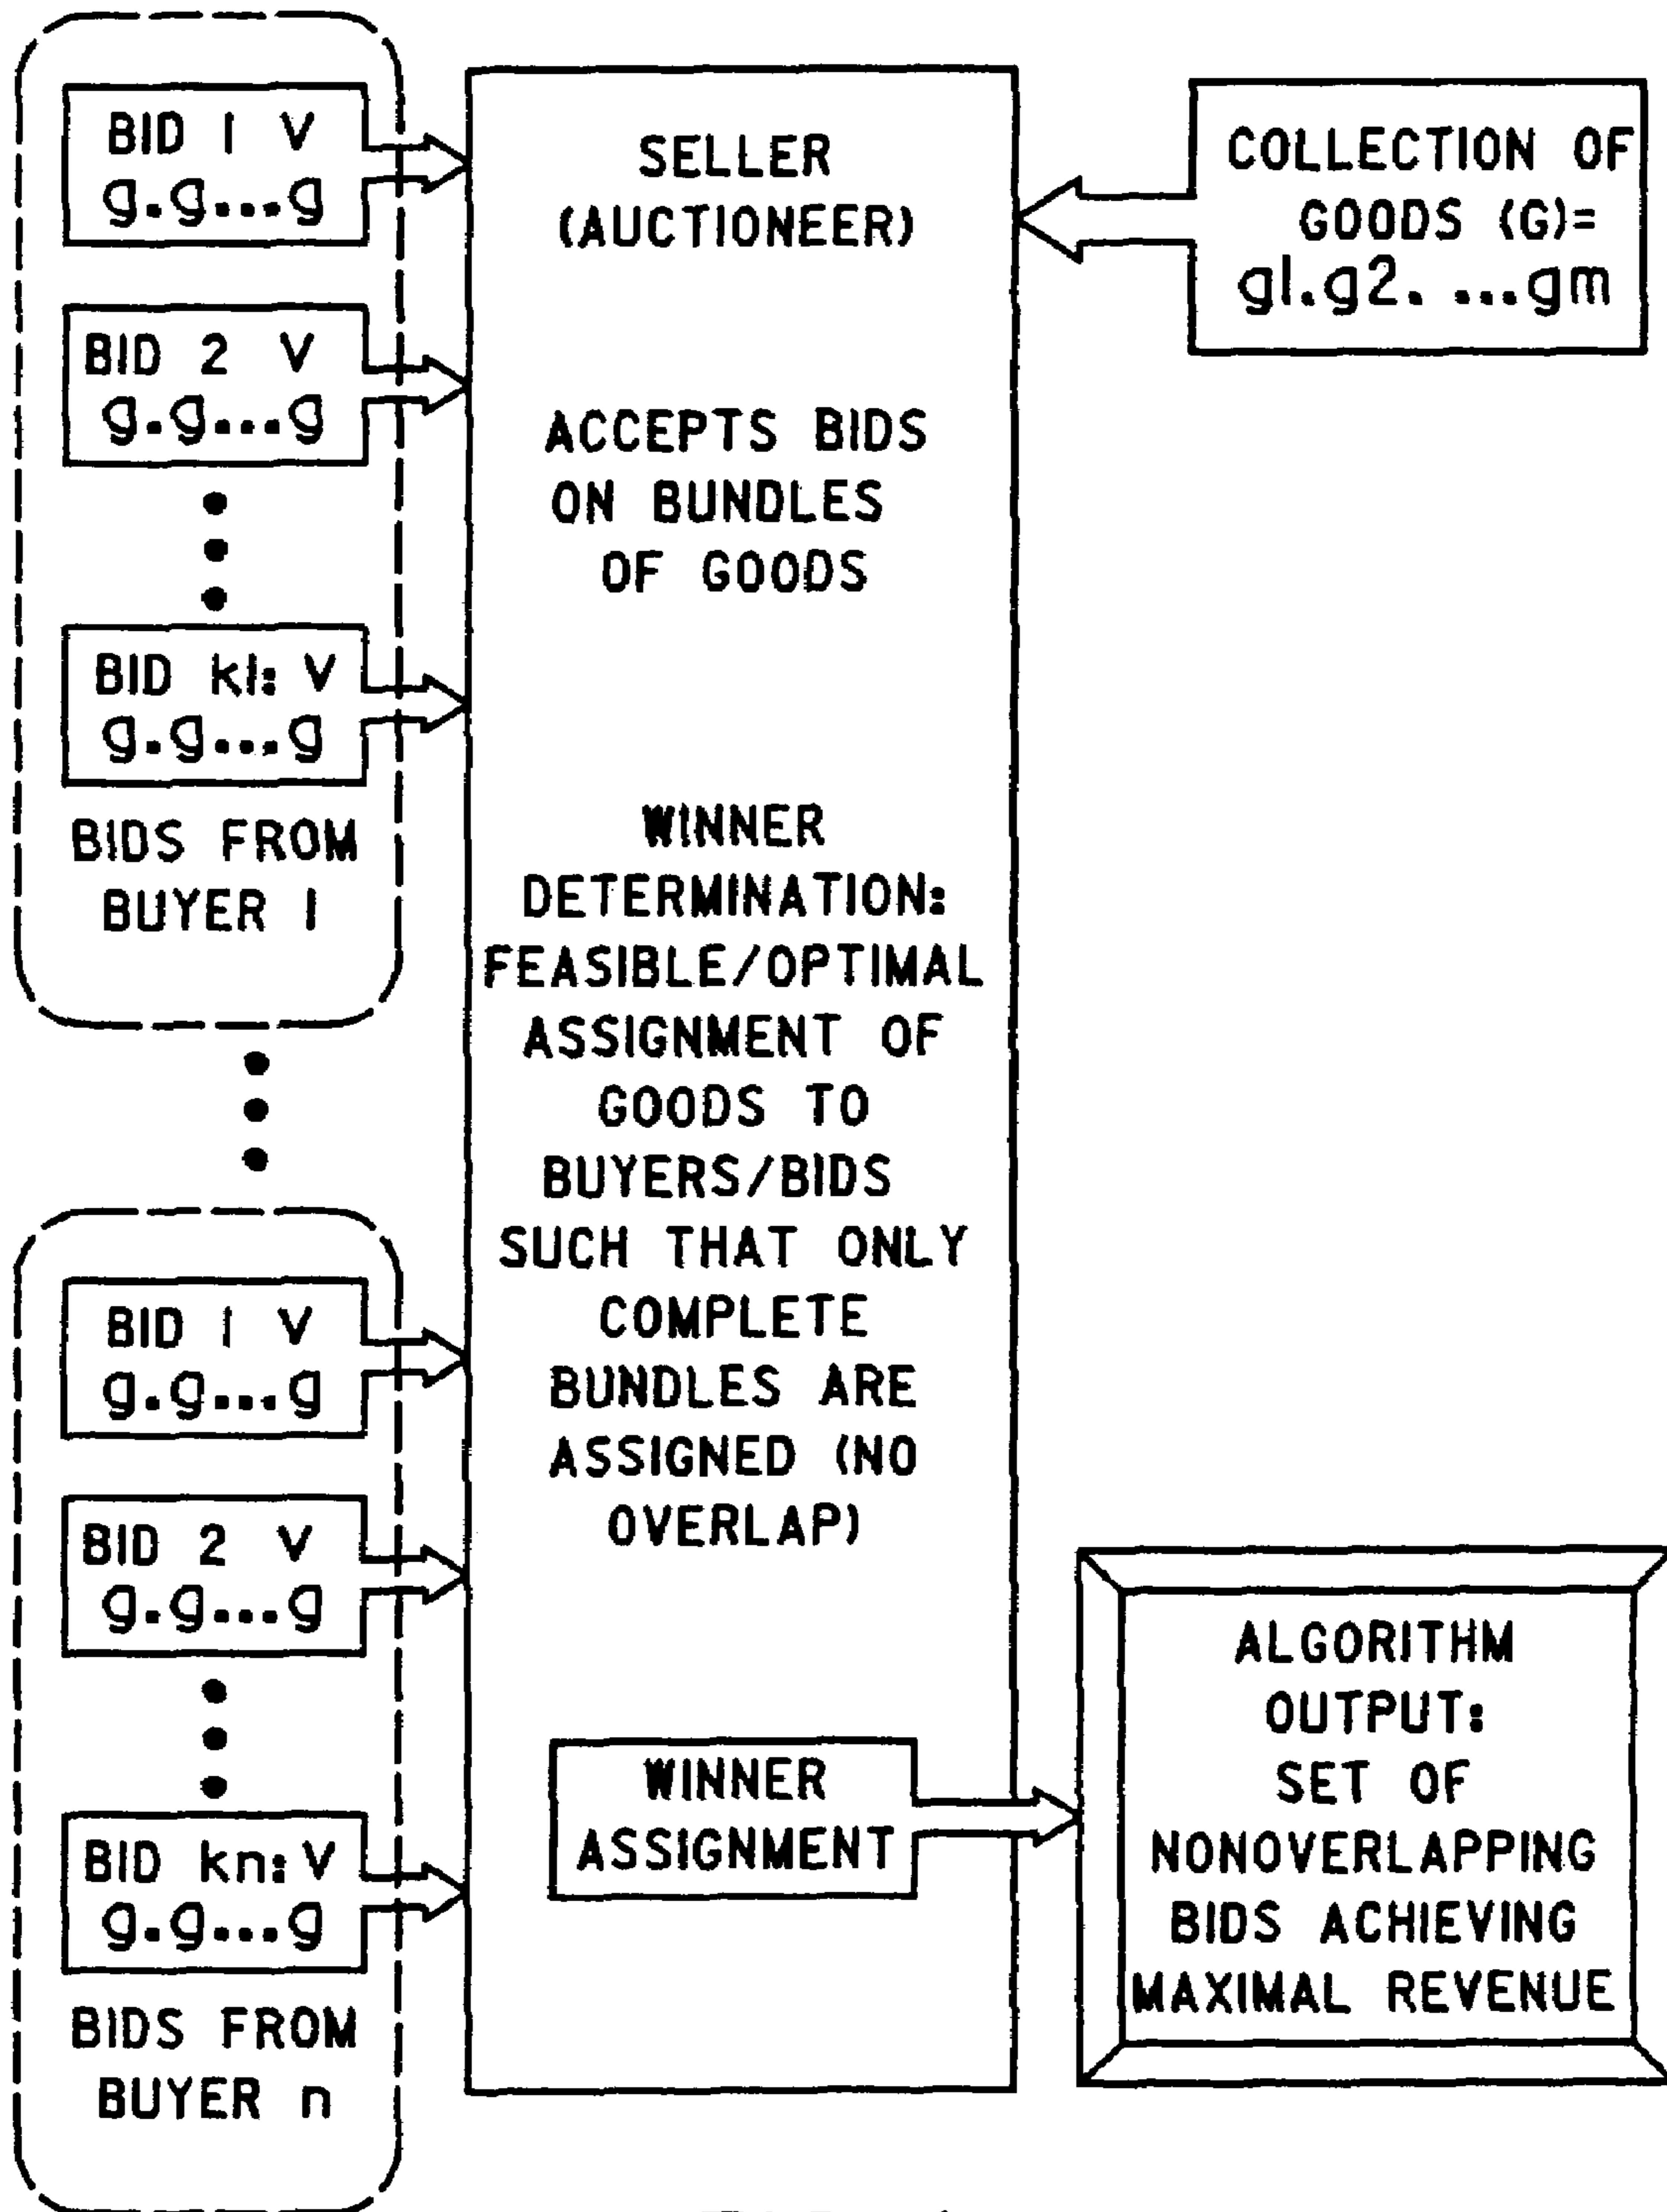 BID 1 V
g.g...g
BID 2 V
g.g...g
BID k1: V
g.g...g
BIDS FROM
BUYER 1
BID 1 V
g.g...g
BID 2 V
g.g...g
BID kn: V
g.g...g
BIDS FROM
BUYER n
SELLER
(AUCTIONEER)
ACCEPTS BIDS
ON BUNDLES
OF GOODS
WINNER
DETERMINATION:
FEASIBLE/OPTIMAL
ASSIGNMENT OF
GOODS TO
BUYERS/BIDS
SUCH THAT ONLY
COMPLETE
BUNDLES ARE
ASSIGNED (NO
OVERLAP)
WINNER
ASSIGNMENT
COLLECTION OF
GOODS (G)=
g1.g2. ...gm
ALGORITHM
OUTPUT:
SET OF
NONOVERLAPPING
BIDS ACHIEVING
MAXIMAL REVENUE